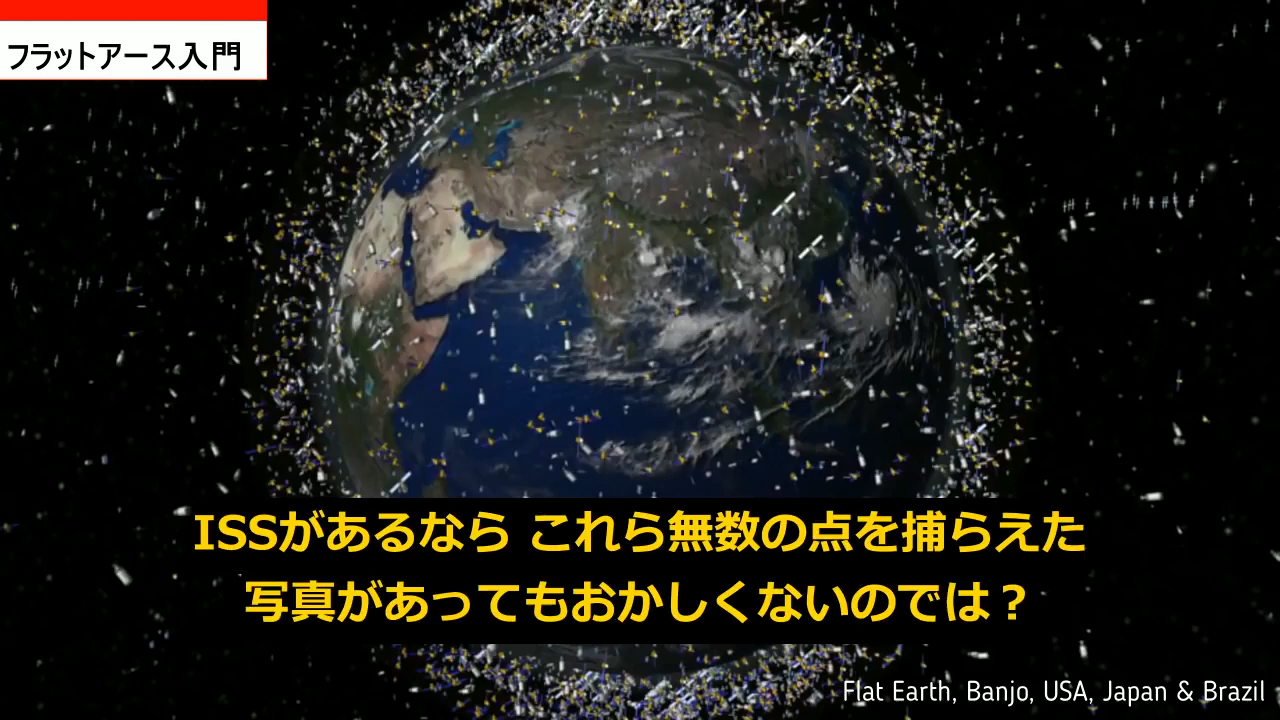 フラットアース入門
ISSがあるなら これら無数の点を捕らえた
写真があってもおかしくないのでは？
Flat Earth, Banjo, USA, Japan & Brazil